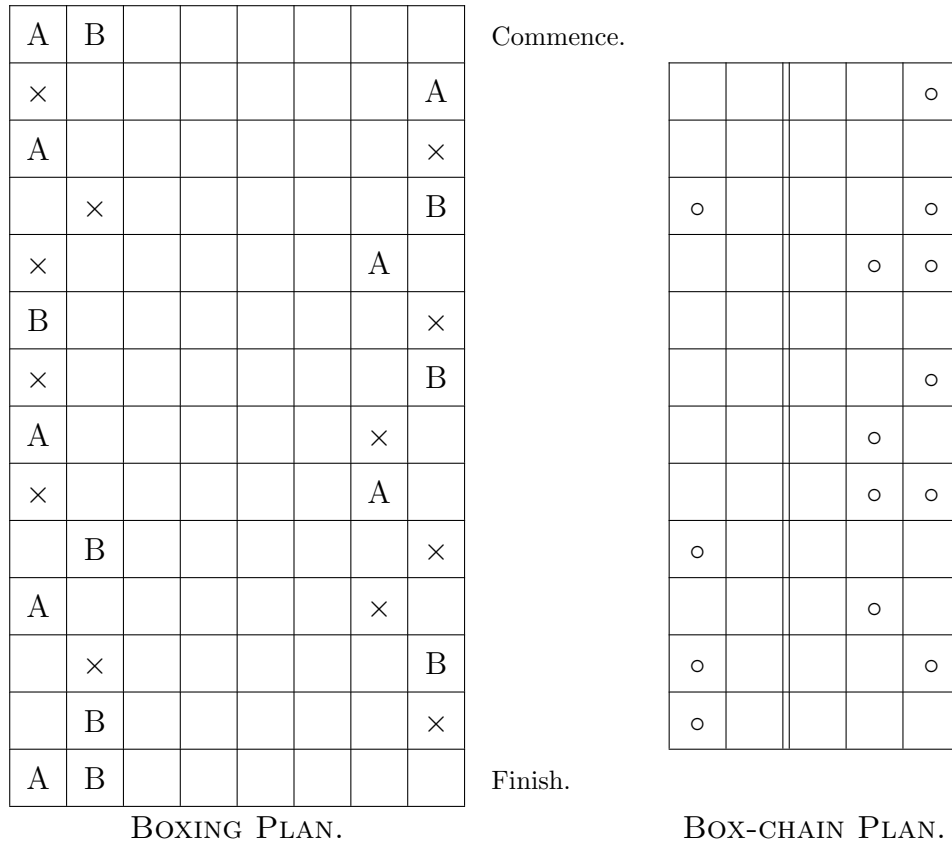 A B Commence.
× A
A ×
× B
× A
B ×
× B
A ×
× A
B ×
A ×
× B
B ×
A B Finish.
BOXING PLAN. BOX-CHAIN PLAN.